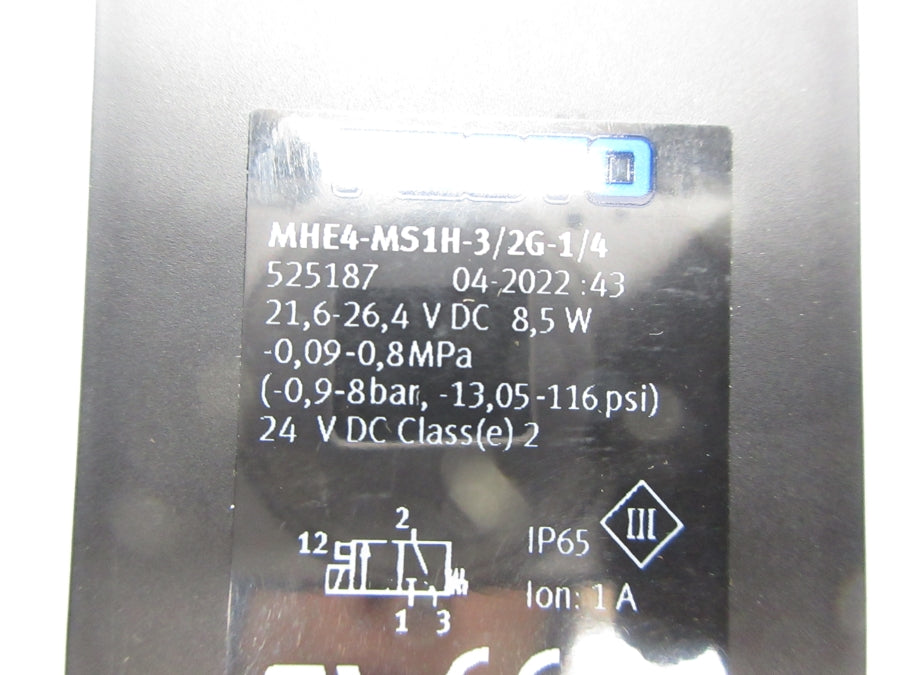 MHE4-MS1H-3/2G-1/4
525187 04-2022 :43
21,6-26,4 V DC 8,5 W
-0,09-0,8MPa
(-0,9-8bar, -13,05-116 psi)
24 V DC Class(e) 2
2
12
IP65 III
1 3
Ion: 1 A